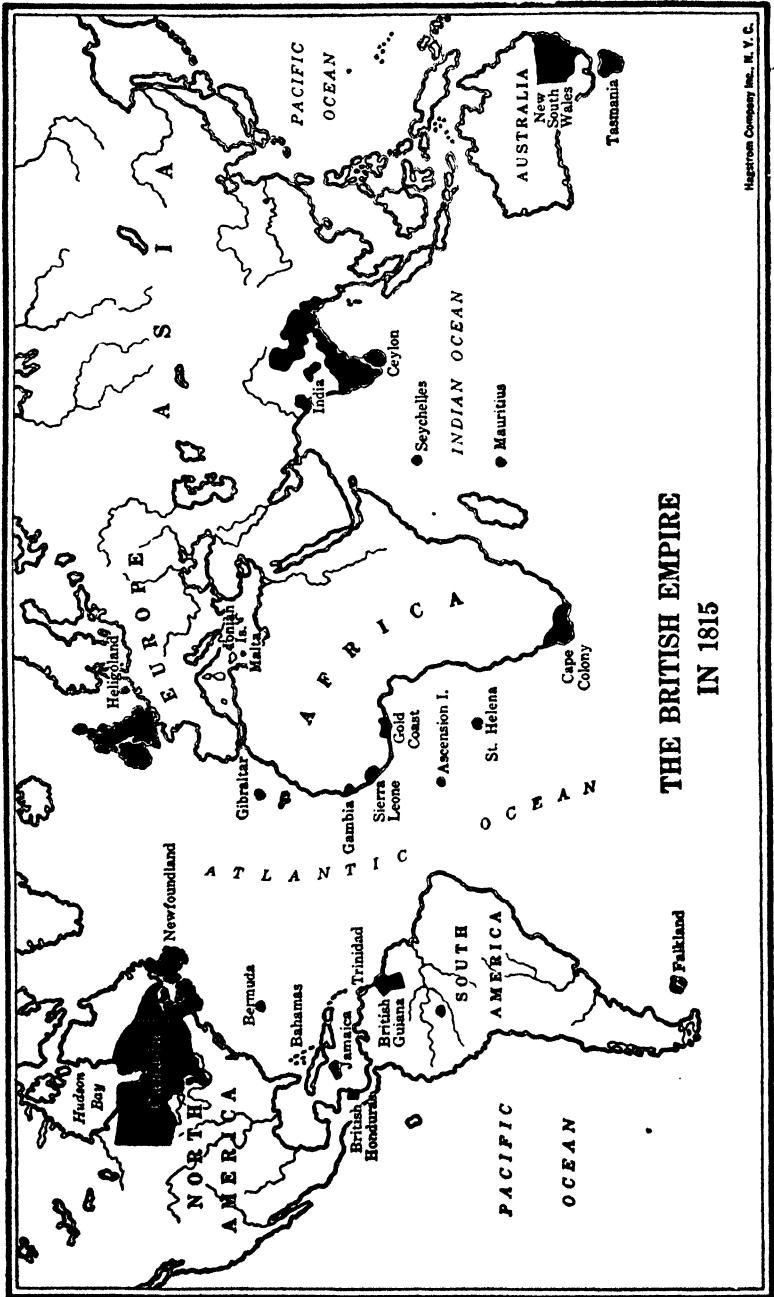 THE BRITISH EMPIRE
IN 1815
Hudson
Bay
NORTH
AMERICA
Newfoundland
Bermuda
Bahamas
Jamaica
British
Honduras
Trinidad
British
Guiana
SOUTH
AMERICA
Falkland
PACIFIC
OCEAN
ATLANTIC
OCEAN
Heligoland
EUROPE
Ionian
Is.
Malta
Gibraltar
Gambia
Sierra
Leone
Gold
Coast
Ascension I.
St. Helena
AFRICA
Cape
Colony
ASIA
India
Ceylon
Seychelles
Mauritius
INDIAN OCEAN
PACIFIC
OCEAN
AUSTRALIA
New
South
Wales
Tasmania
Hagstrom Company Inc., N. Y. C.